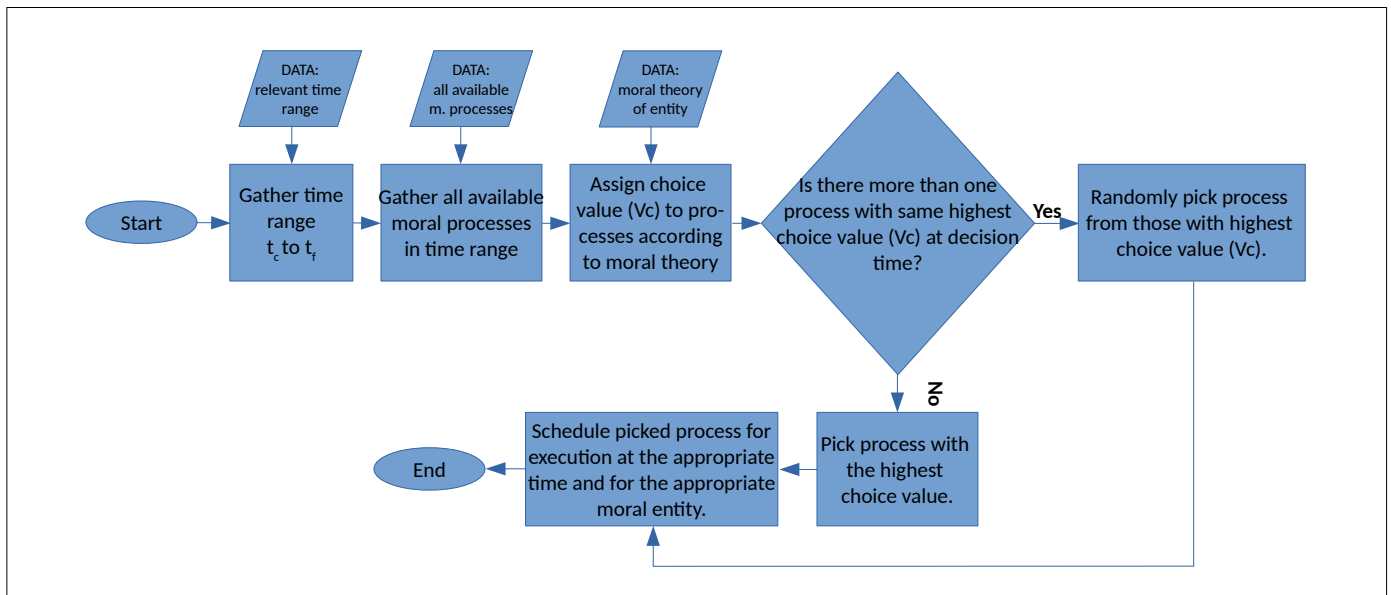 DATA:
relevant time
range
DATA:
all available
m. processes
DATA:
moral theory
of entity
Start
Gather time
range
tc to tf
Gather all available
moral processes
in time range
Assign choice
value (Vc) to pro-
cesses according
to moral theory
Is there more than one
process with same highest
choice value (Vc) at decision
time?
Yes
Randomly pick process
from those with highest
choice value (Vc).
No
End
Schedule picked process for
execution at the appropriate
time and for the appropriate
moral entity.
Pick process with
the highest
choice value.